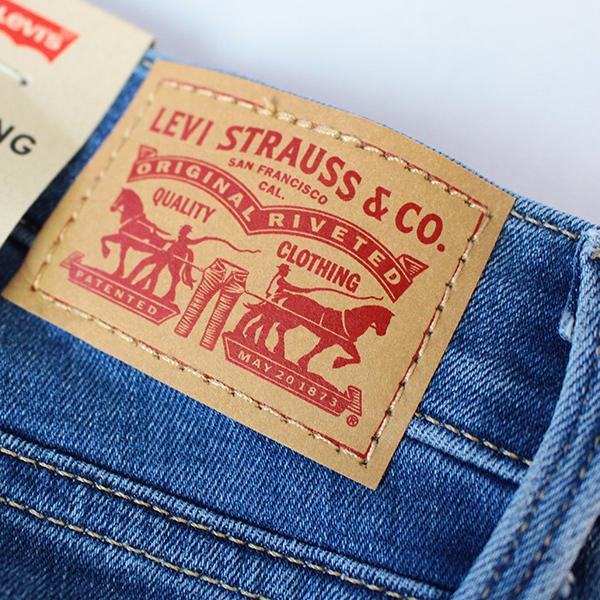 Levi's
NG
LEVI STRAUSS & CO.
SAN FRANCISCO
CAL.
ORIGINAL RIVETED
QUALITY
CLOTHING
PATENTED
MAY 20 1873
®